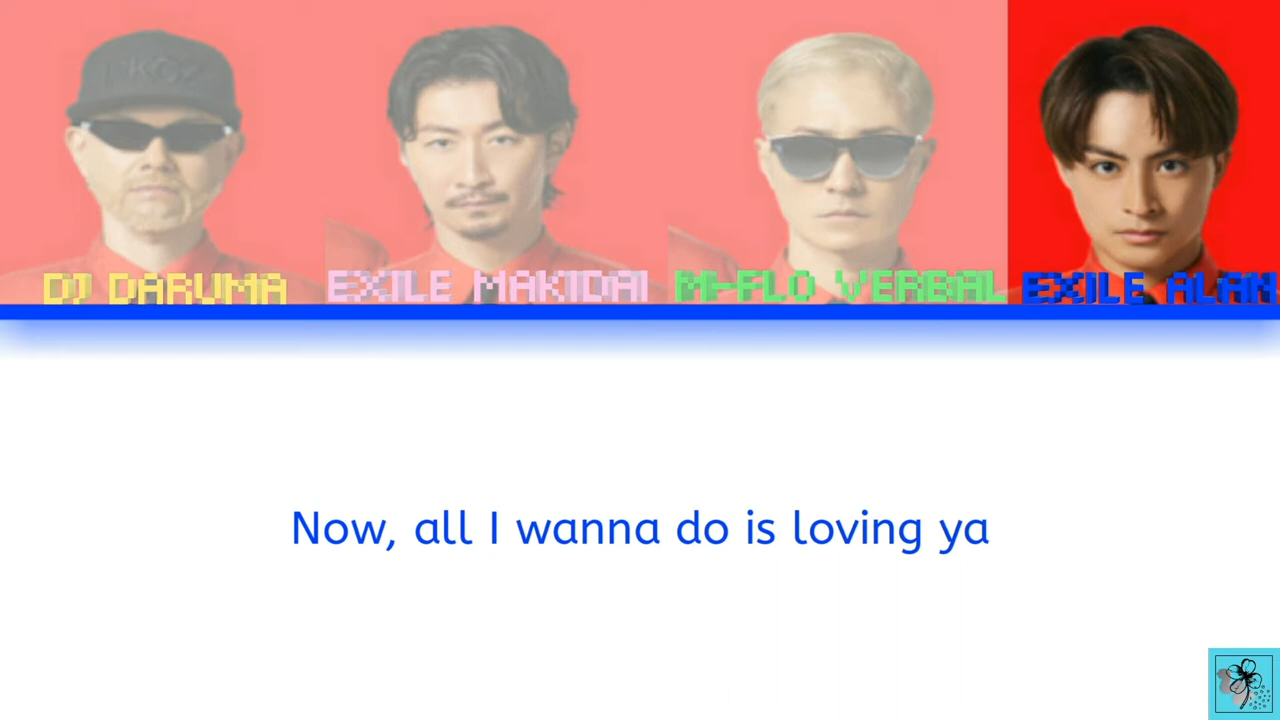 DJ DARUMA
EXILE MAKIDAI
M-FLO VERBAL
EXILE ALAN
Now, all I wanna do is loving ya